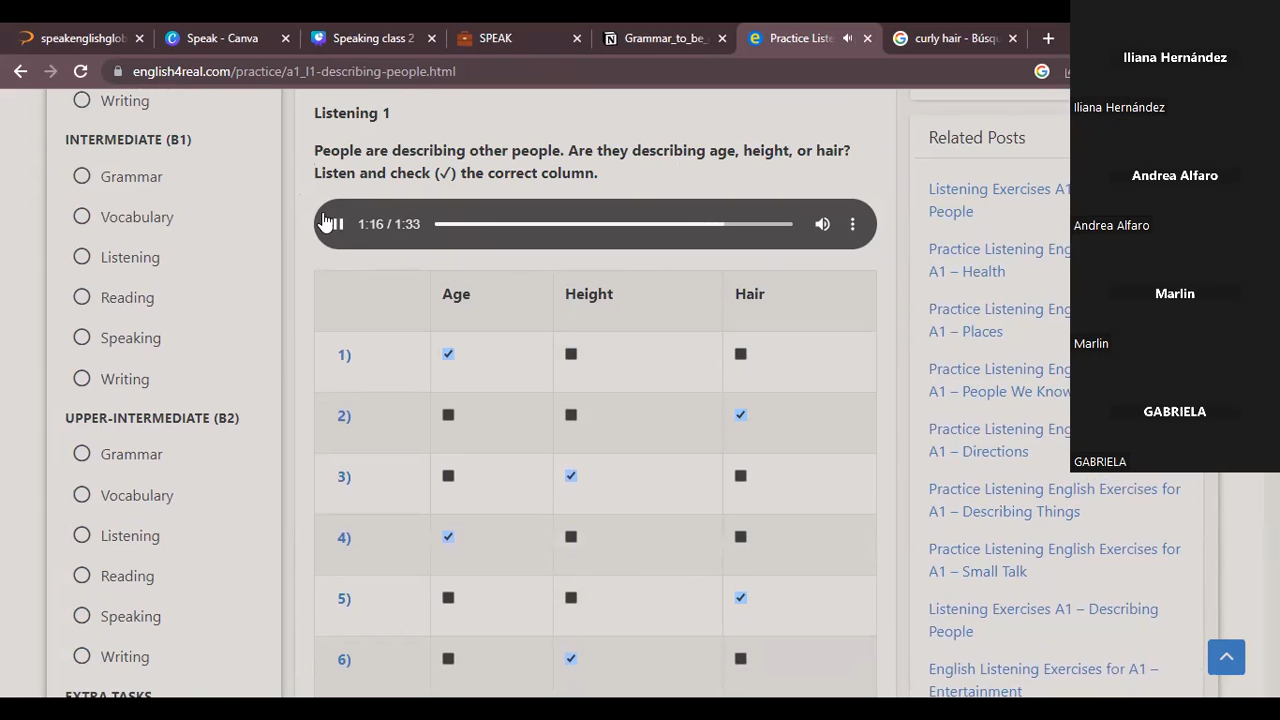 speakenglishglob
Speak - Canva
Speaking class 2
SPEAK
Grammar_to_be_
Practice Liste
curly hair - Búsqu
english4real.com/practice/a1_l1-describing-people.html
Writing
INTERMEDIATE (B1)
Grammar
Vocabulary
Listening
Reading
Speaking
Writing
UPPER-INTERMEDIATE (B2)
Grammar
Vocabulary
Listening
Reading
Speaking
Writing
EXTRA TASKS
Listening 1
People are describing other people. Are they describing age, height, or hair?
Listen and check (✓) the correct column.
1:16 / 1:33
Age Height Hair
1)
2)
3)
4)
5)
6)
Related Posts
Listening Exercises A1
People
Practice Listening Eng
A1 – Health
Practice Listening Eng
A1 – Places
Practice Listening Eng
A1 – People We Know
Practice Listening Eng
A1 – Directions
Practice Listening English Exercises for
A1 – Describing Things
Practice Listening English Exercises for
A1 – Small Talk
Listening Exercises A1 – Describing
People
English Listening Exercises for A1 –
Entertainment
Iliana Hernández
Iliana Hernández
Andrea Alfaro
Andrea Alfaro
Marlin
Marlin
GABRIELA
GABRIELA